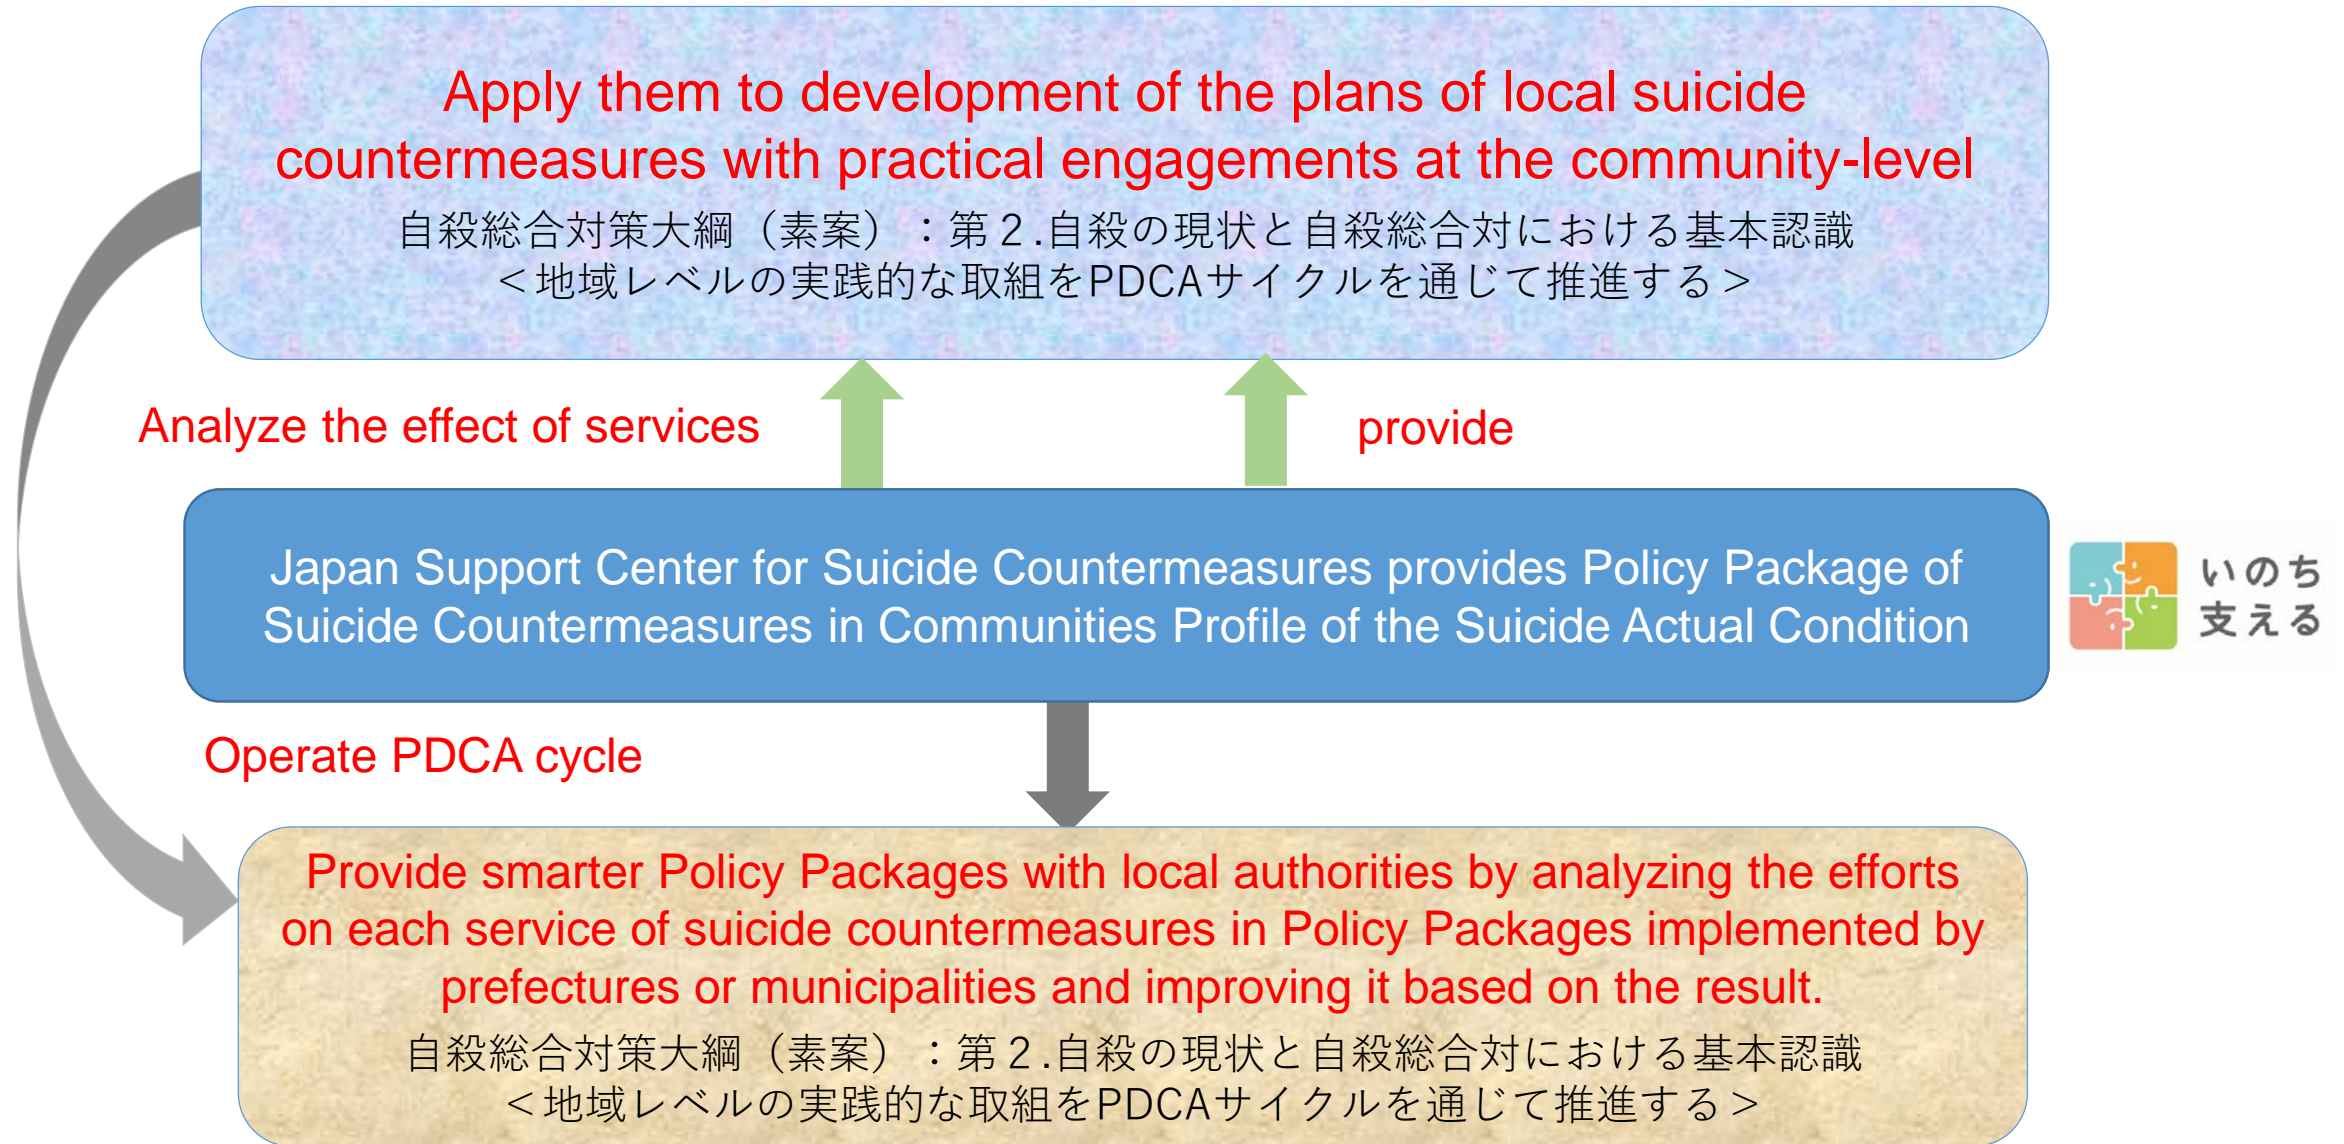 Apply them to development of the plans of local suicide
countermeasures with practical engagements at the community-level
自殺総合対策大綱（素案）：第２.自殺の現状と自殺総合対における基本認識
＜地域レベルの実践的な取組をPDCAサイクルを通じて推進する＞
Analyze the effect of services
provide
Japan Support Center for Suicide Countermeasures provides Policy Package of
Suicide Countermeasures in Communities Profile of the Suicide Actual Condition
いのち
支える
Operate PDCA cycle
Provide smarter Policy Packages with local authorities by analyzing the efforts
on each service of suicide countermeasures in Policy Packages implemented by
prefectures or municipalities and improving it based on the result.
自殺総合対策大綱（素案）：第２.自殺の現状と自殺総合対における基本認識
＜地域レベルの実践的な取組をPDCAサイクルを通じて推進する＞